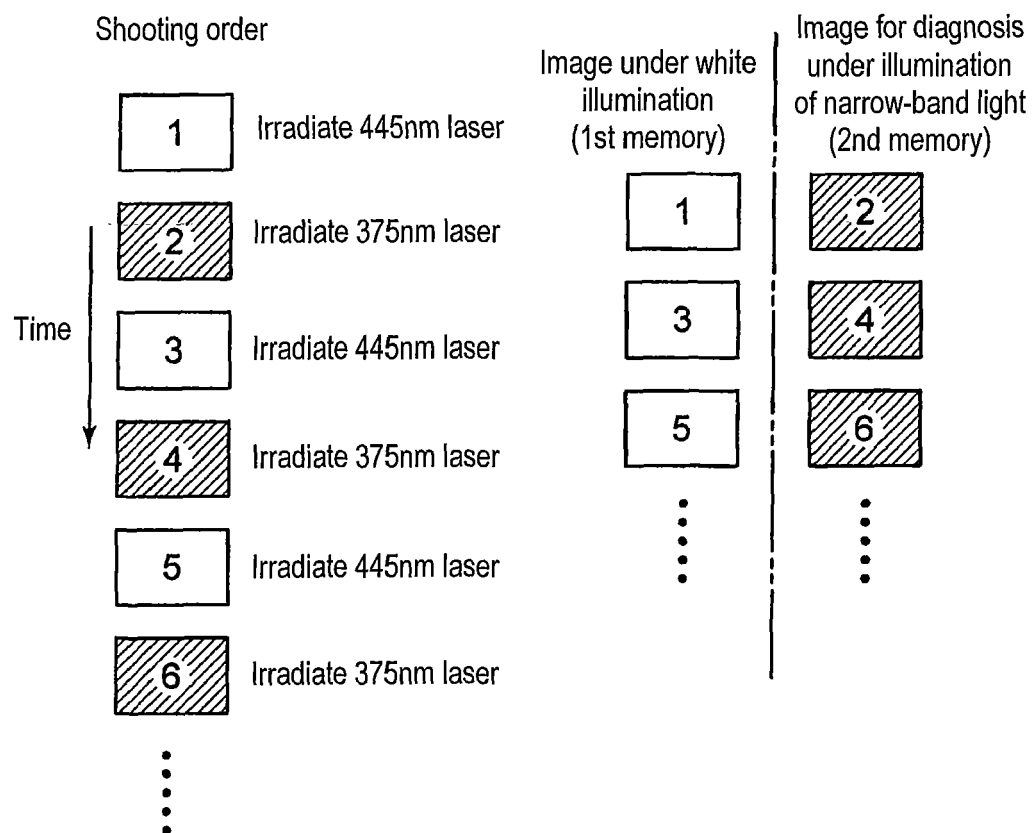 Shooting order
1 Irradiate 445nm laser
2 Irradiate 375nm laser
Time
3 Irradiate 445nm laser
4 Irradiate 375nm laser
5 Irradiate 445nm laser
6 Irradiate 375nm laser
Image under white
illumination
(1st memory)
1
3
5
Image for diagnosis
under illumination
of narrow-band light
(2nd memory)
2
4
6